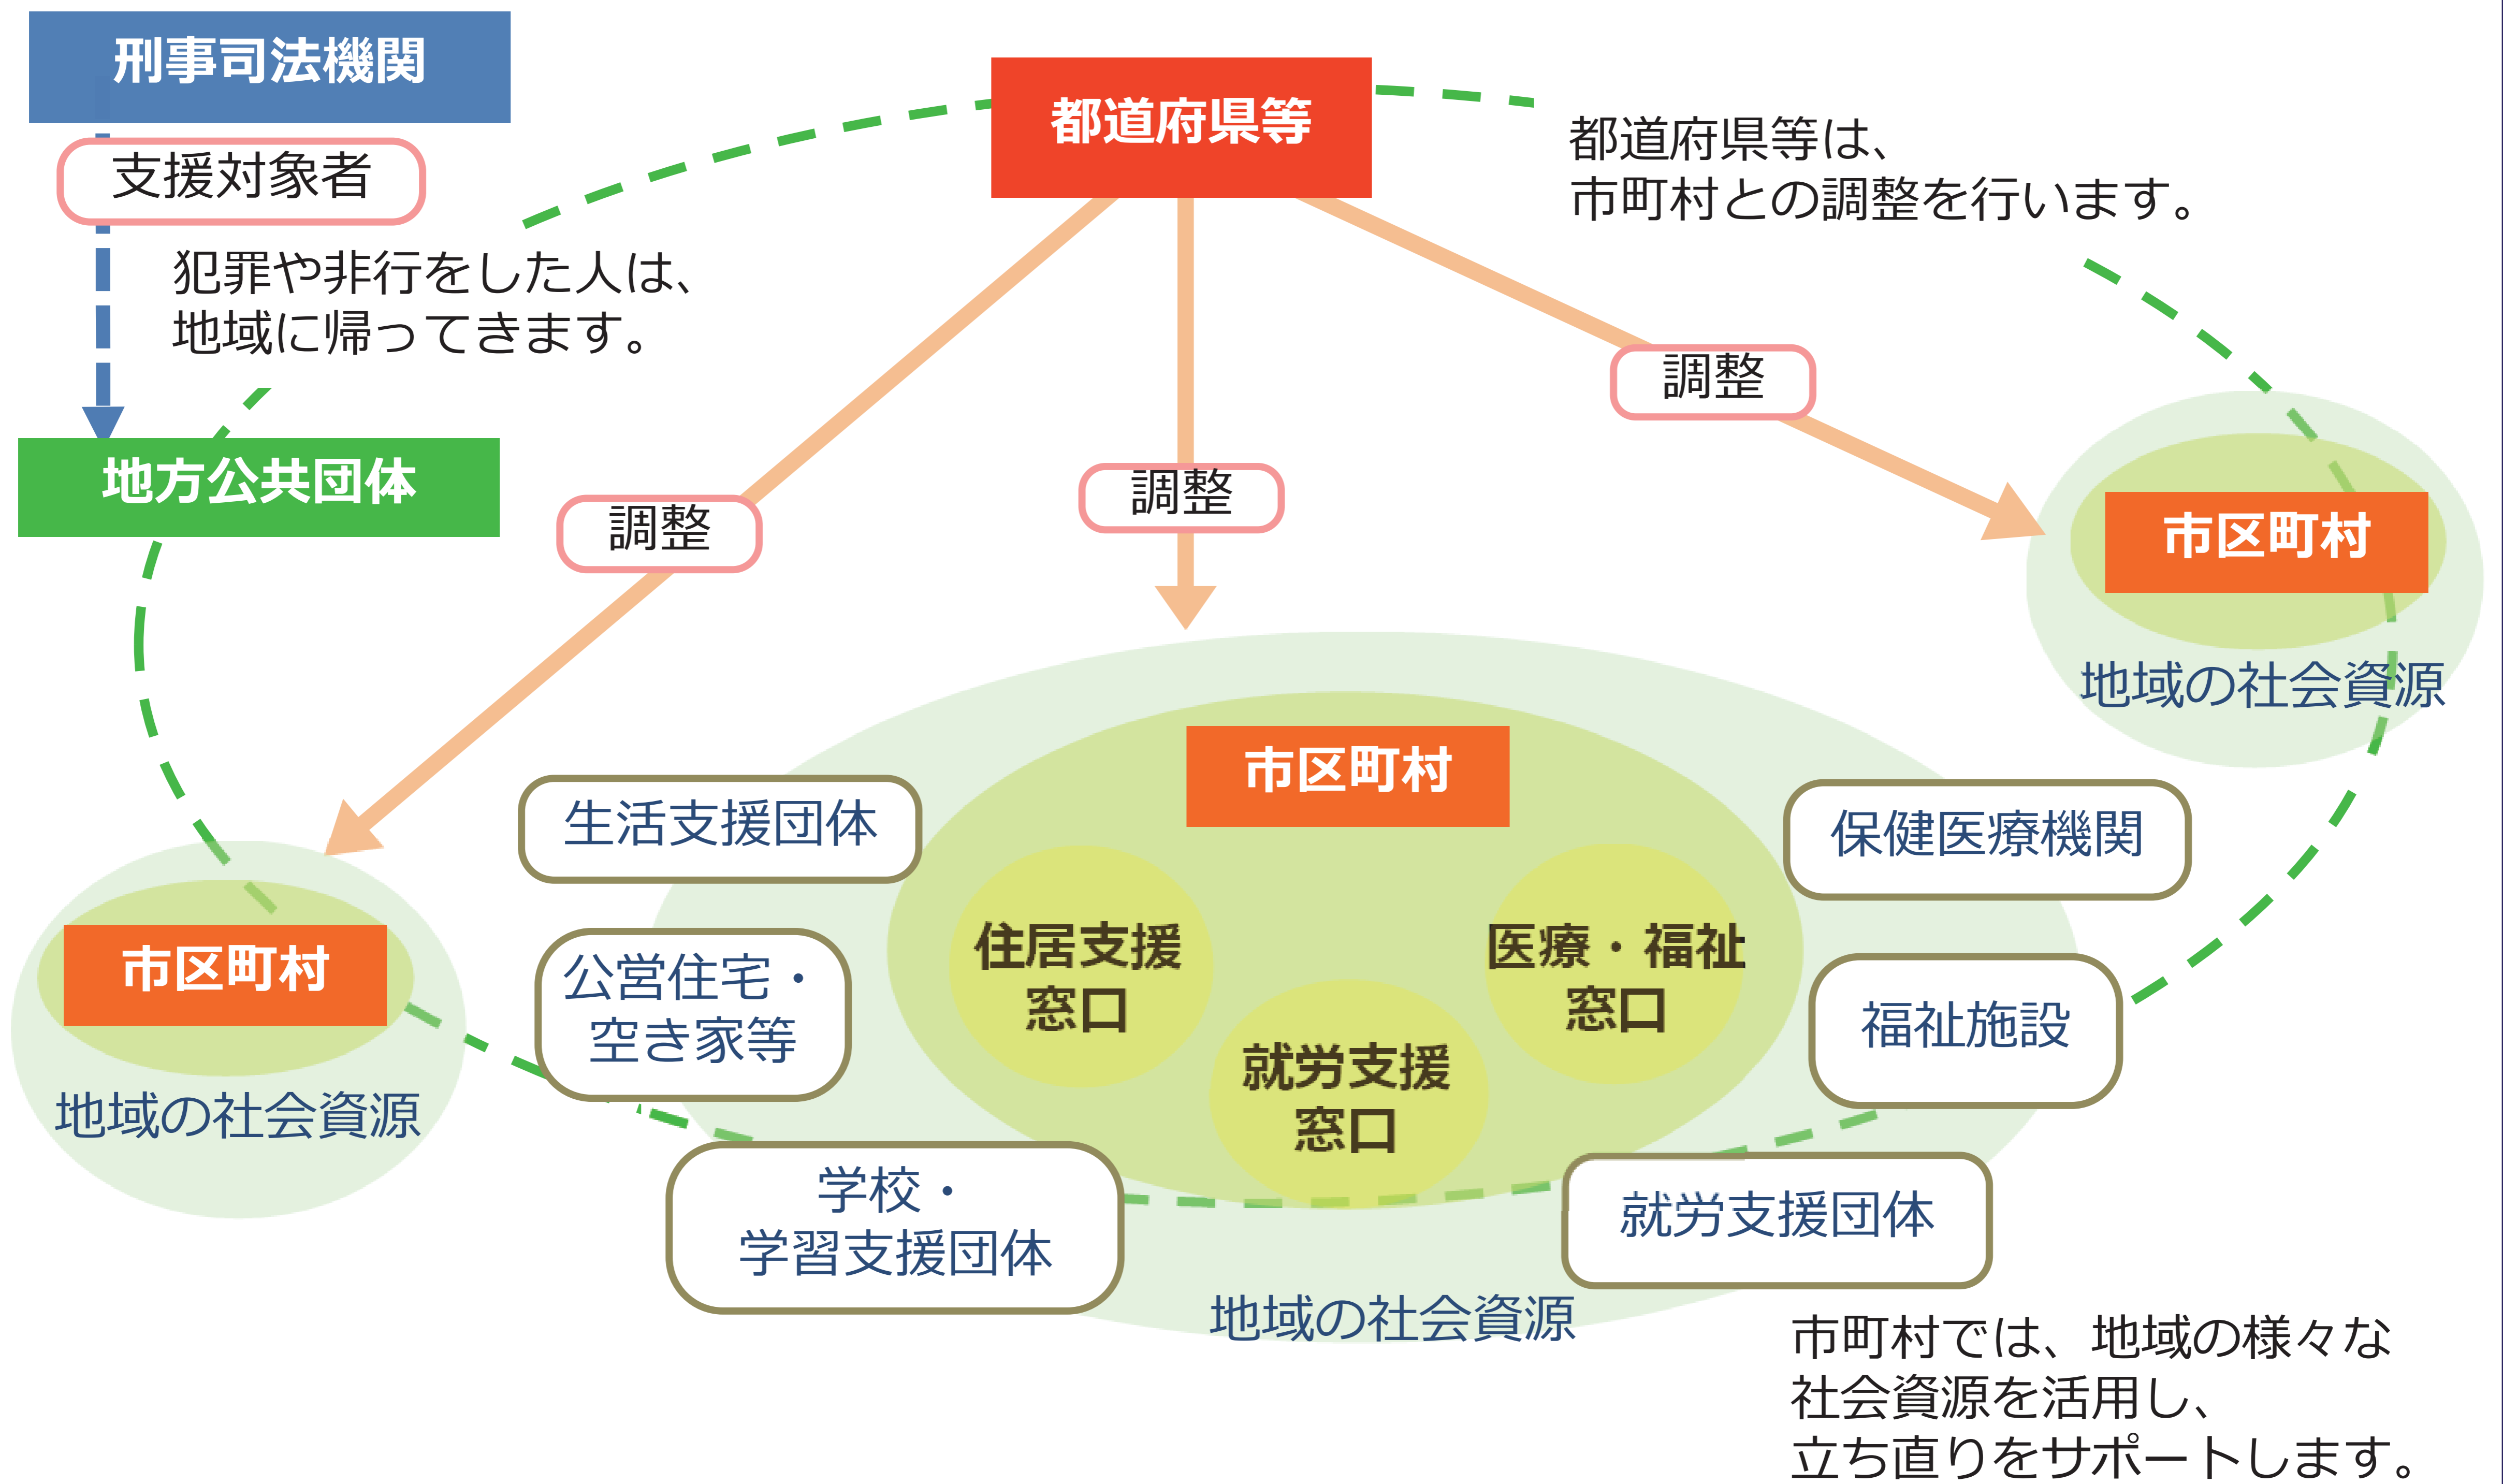 刑事司法機関
支援対象者
犯罪や非行をした人は、
地域に帰ってきます。
地方公共団体
都道府県等
都道府県等は、
市町村との調整を行います。
調整
調整
調整
市区町村
地域の社会資源
市区町村
地域の社会資源
市区町村
生活支援団体
公営住宅・
空き家等
学校・
学習支援団体
住居支援
窓口
就労支援
窓口
医療・福祉
窓口
保健医療機関
福祉施設
就労支援団体
地域の社会資源
市町村では、地域の様々な
社会資源を活用し、
立ち直りをサポートします。